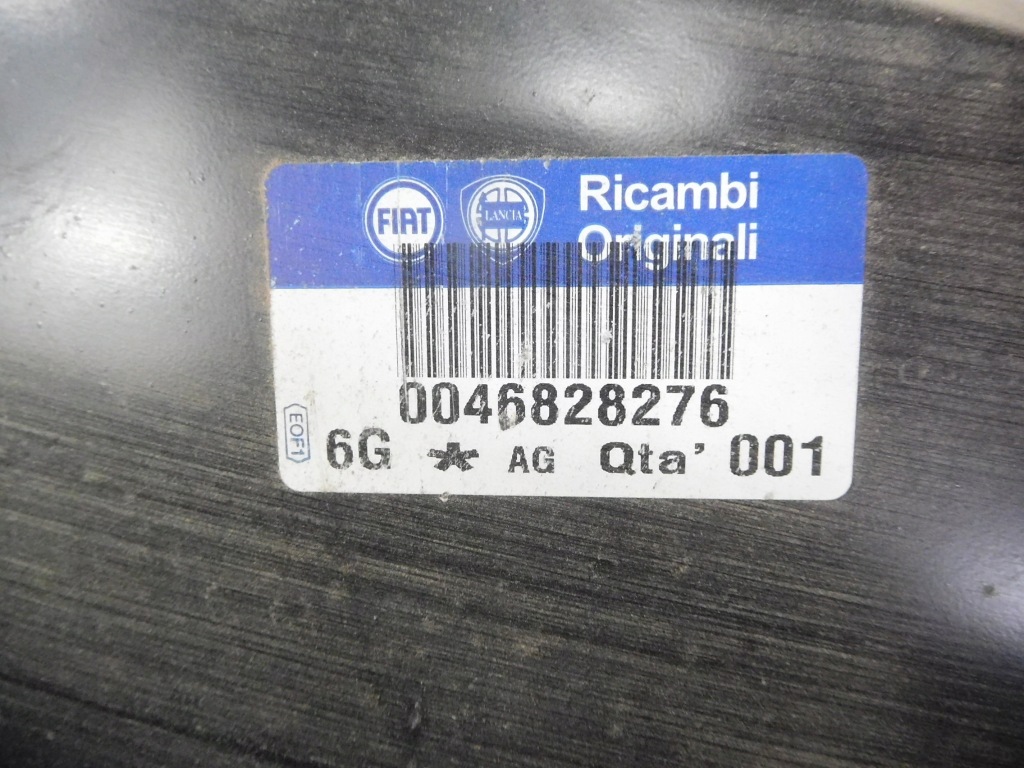 FIAT
LANCIA
Ricambi
Originali
0046828276
EOF1
6G * AG Qta' 001